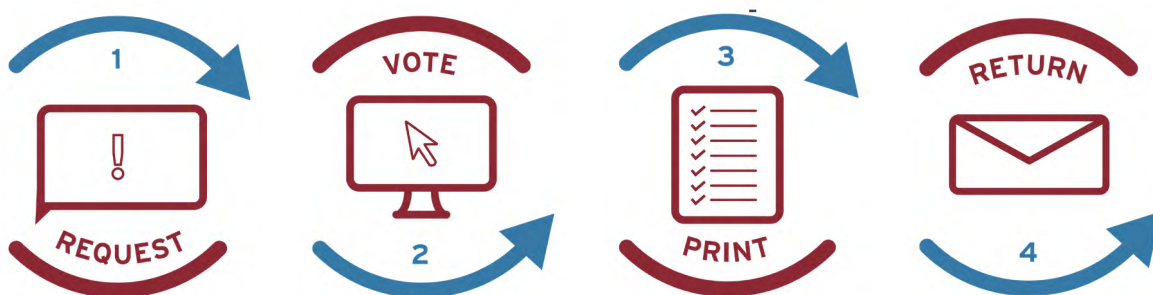 1
!
REQUEST
VOTE
2
3
PRINT
RETURN
4